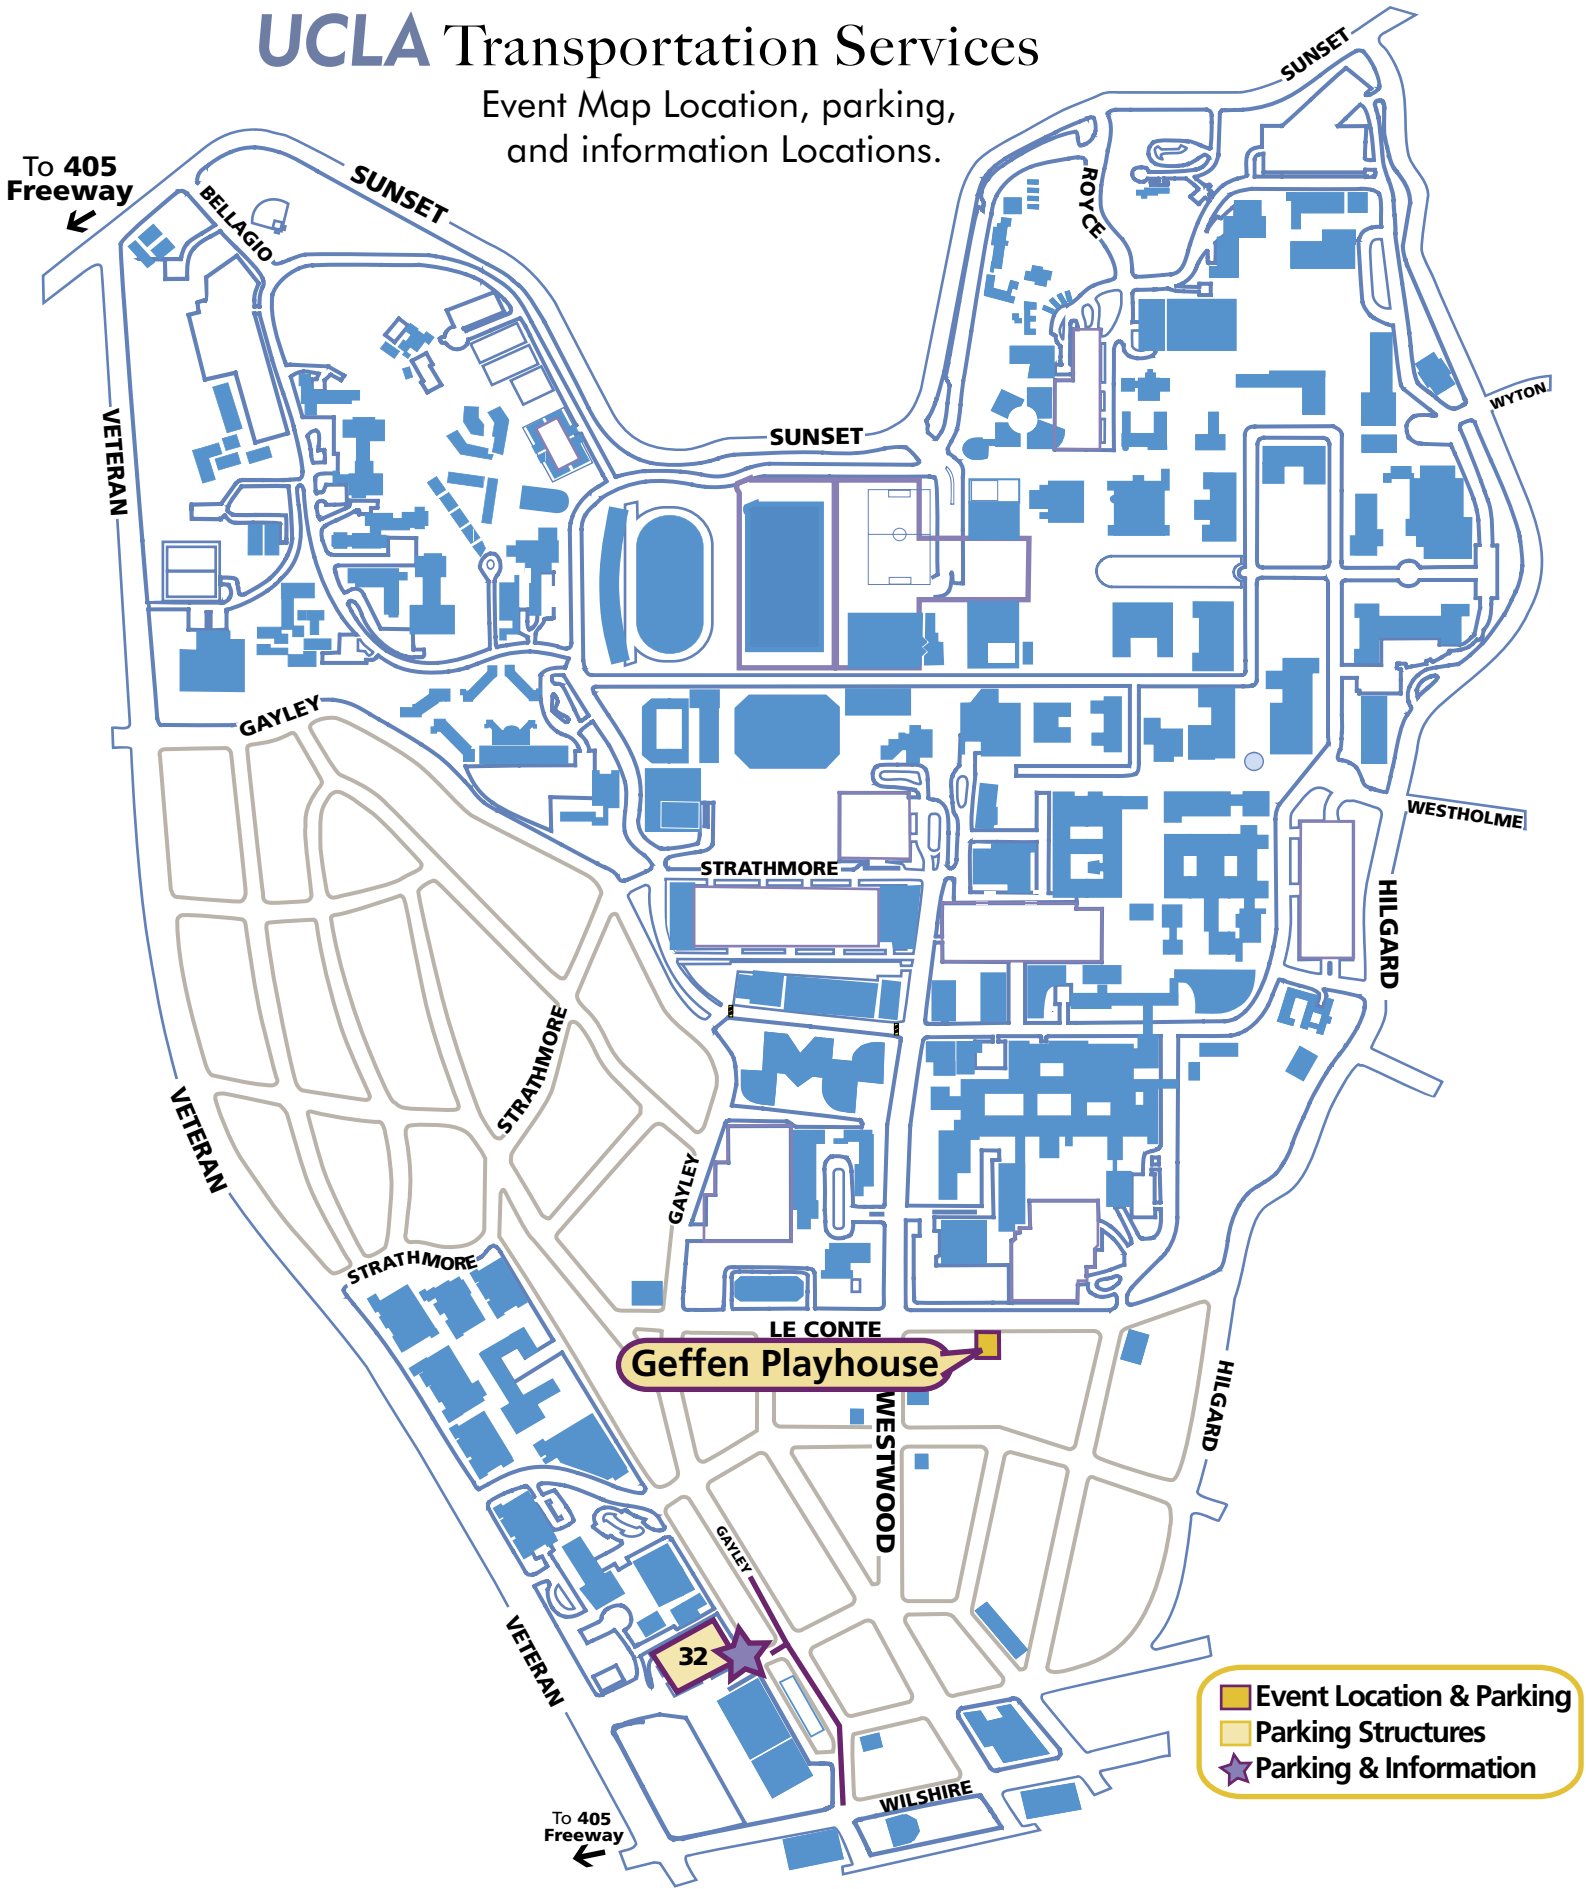 UCLA Transportation Services
Event Map Location, parking,
and information Locations.
To 405
Freeway
SUNSET
BELLAGIO
SUNSET
ROYCE
VETERAN
SUNSET
WYTON
GAYLEY
WESTHOLME
STRATHMORE
HILGARD
STRATHMORE
VETERAN
GAYLEY
STRATHMORE
LE CONTE
Geffen Playhouse
WESTWOOD
HILGARD
GAYLEY
VETERAN
32
Event Location & Parking
Parking Structures
Parking & Information
WILSHIRE
To 405
Freeway